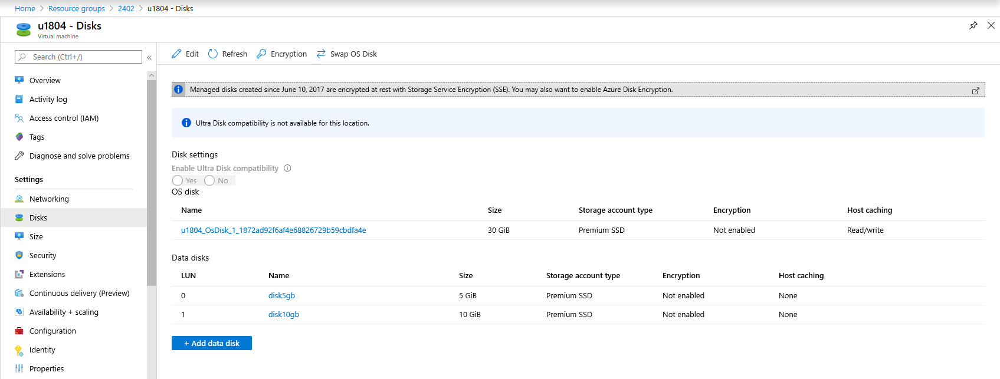 Home > Resource groups > 2402 > u1804 - Disks
u1804 - Disks
Virtual machine
Search (Ctrl+/)
«
Overview
Activity log
Access control (IAM)
Tags
Diagnose and solve problems
Settings
Networking
Disks
Size
Security
Extensions
Continuous delivery (Preview)
Availability + scaling
Configuration
Identity
Properties
Edit Refresh Encryption Swap OS Disk
Managed disks created since June 10, 2017 are encrypted at rest with Storage Service Encryption (SSE). You may also want to enable Azure Disk Encryption.
Ultra Disk compatibility is not available for this location.
Disk settings
Enable Ultra Disk compatibility
Yes No
OS disk
Name Size Storage account type Encryption Host caching
u1804_OsDisk_1_1872ad92f6af4e68826729b59cbdfa4e 30 GiB Premium SSD Not enabled Read/write
Data disks
LUN Name Size Storage account type Encryption Host caching
0 disk5gb 5 GiB Premium SSD Not enabled None
1 disk10gb 10 GiB Premium SSD Not enabled None
+ Add data disk